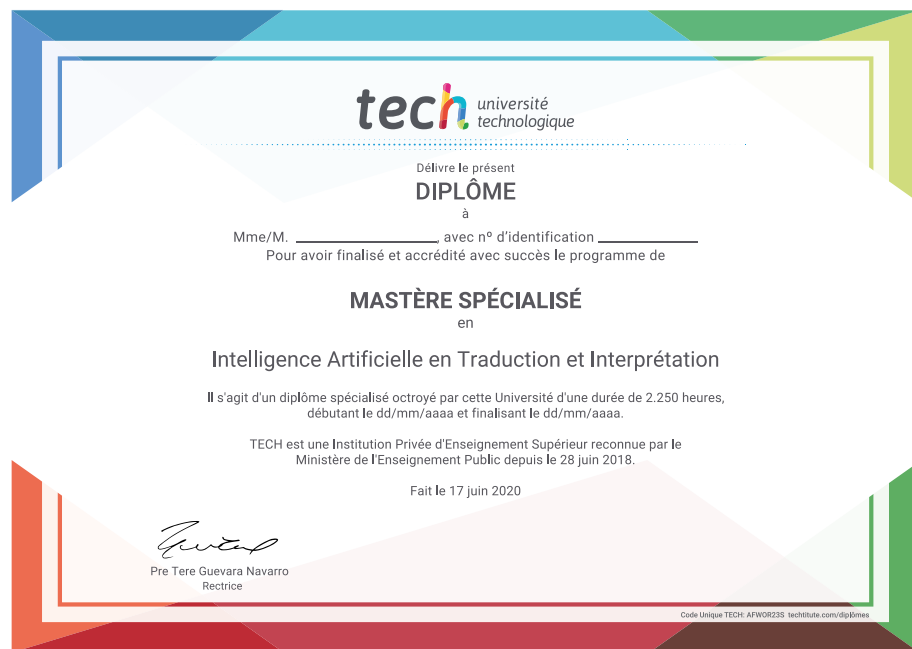 tech université
technologique
Délivre le présent
DIPLÔME
à
Mme/M. ____________, avec nº d'identification ____________
Pour avoir finalisé et accrédité avec succès le programme de
MASTÈRE SPÉCIALISÉ
en
Intelligence Artificielle en Traduction et Interprétation
Il s'agit d'un diplôme spécialisé octroyé par cette Université d'une durée de 2.250 heures,
débutant le dd/mm/aaaa et finalisant le dd/mm/aaaa.
TECH est une Institution Privée d'Enseignement Supérieur reconnue par le
Ministère de l'Enseignement Public depuis le 28 juin 2018.
Fait le 17 juin 2020
Pre Tere Guevara Navarro
Rectrice
Code Unique TECH: AFWOR23S techtitute.com/diplômes